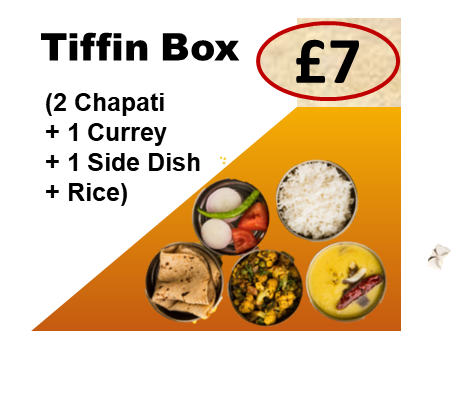 Tiffin Box
£7
(2 Chapati
+ 1 Currey
+ 1 Side Dish
+ Rice)